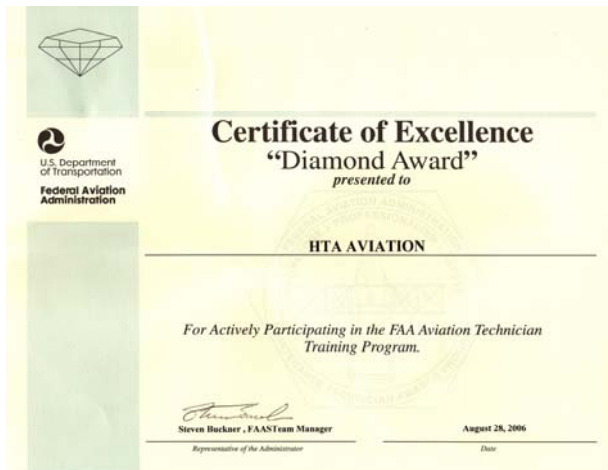 U.S. Department
of Transportation
Federal Aviation
Administration
Certificate of Excellence
“Diamond Award”
presented to
HTA AVIATION
For Actively Participating in the FAA Aviation Technician
Training Program.
Steven Buckner , FAASTeam Manager
August 28, 2006
Representative of the Administrator
Date